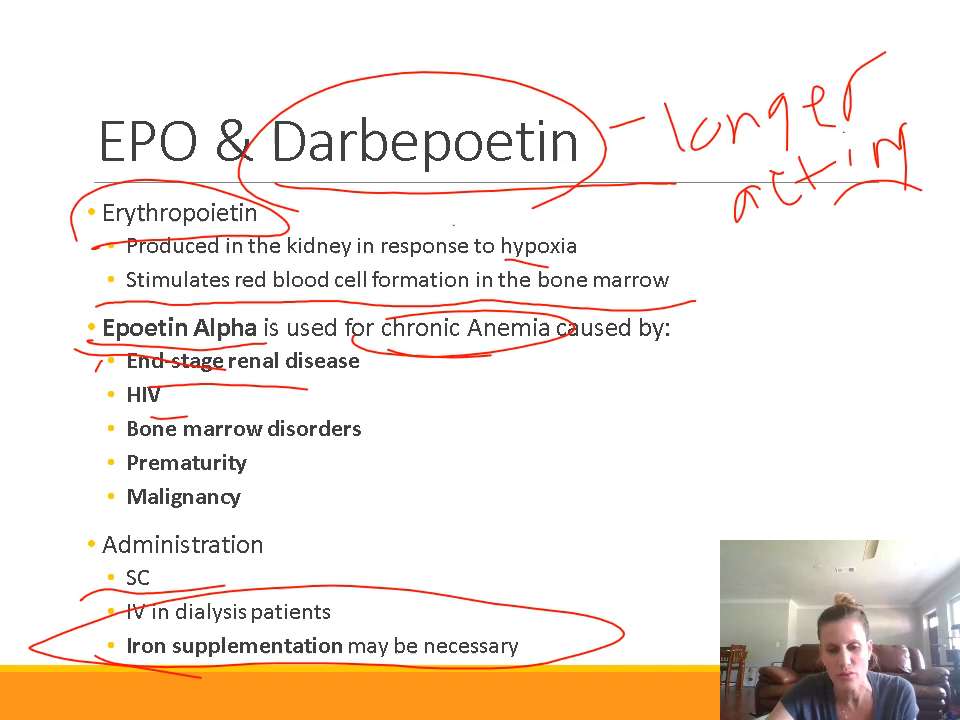 EPO & Darbepoetin - longer
acting
• Erythropoietin
• Produced in the kidney in response to hypoxia
• Stimulates red blood cell formation in the bone marrow
• Epoetin Alpha is used for chronic Anemia caused by:
• End-stage renal disease
• HIV
• Bone marrow disorders
• Prematurity
• Malignancy
• Administration
• SC
• IV in dialysis patients
• Iron supplementation may be necessary